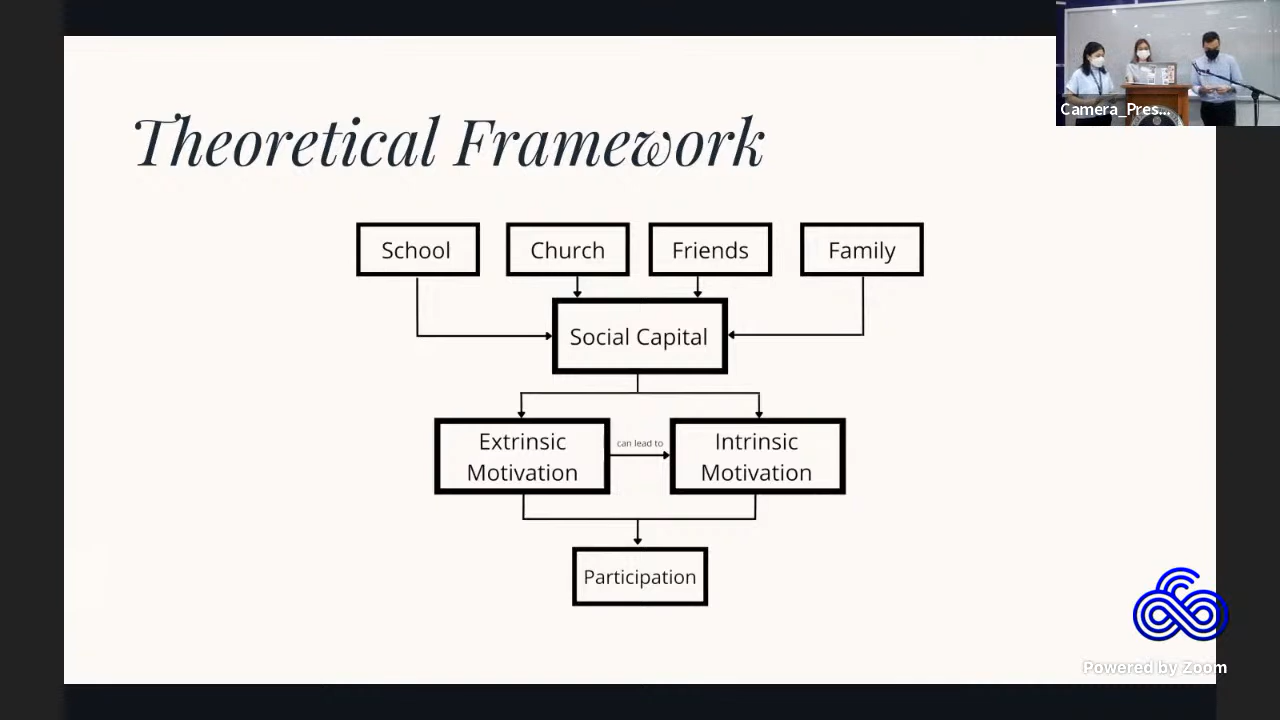 Camera_Pres...
Theoretical Framework
School
Church
Friends
Family
Social Capital
Extrinsic
Motivation
can lead to
Intrinsic
Motivation
Participation
Powered by Zoom